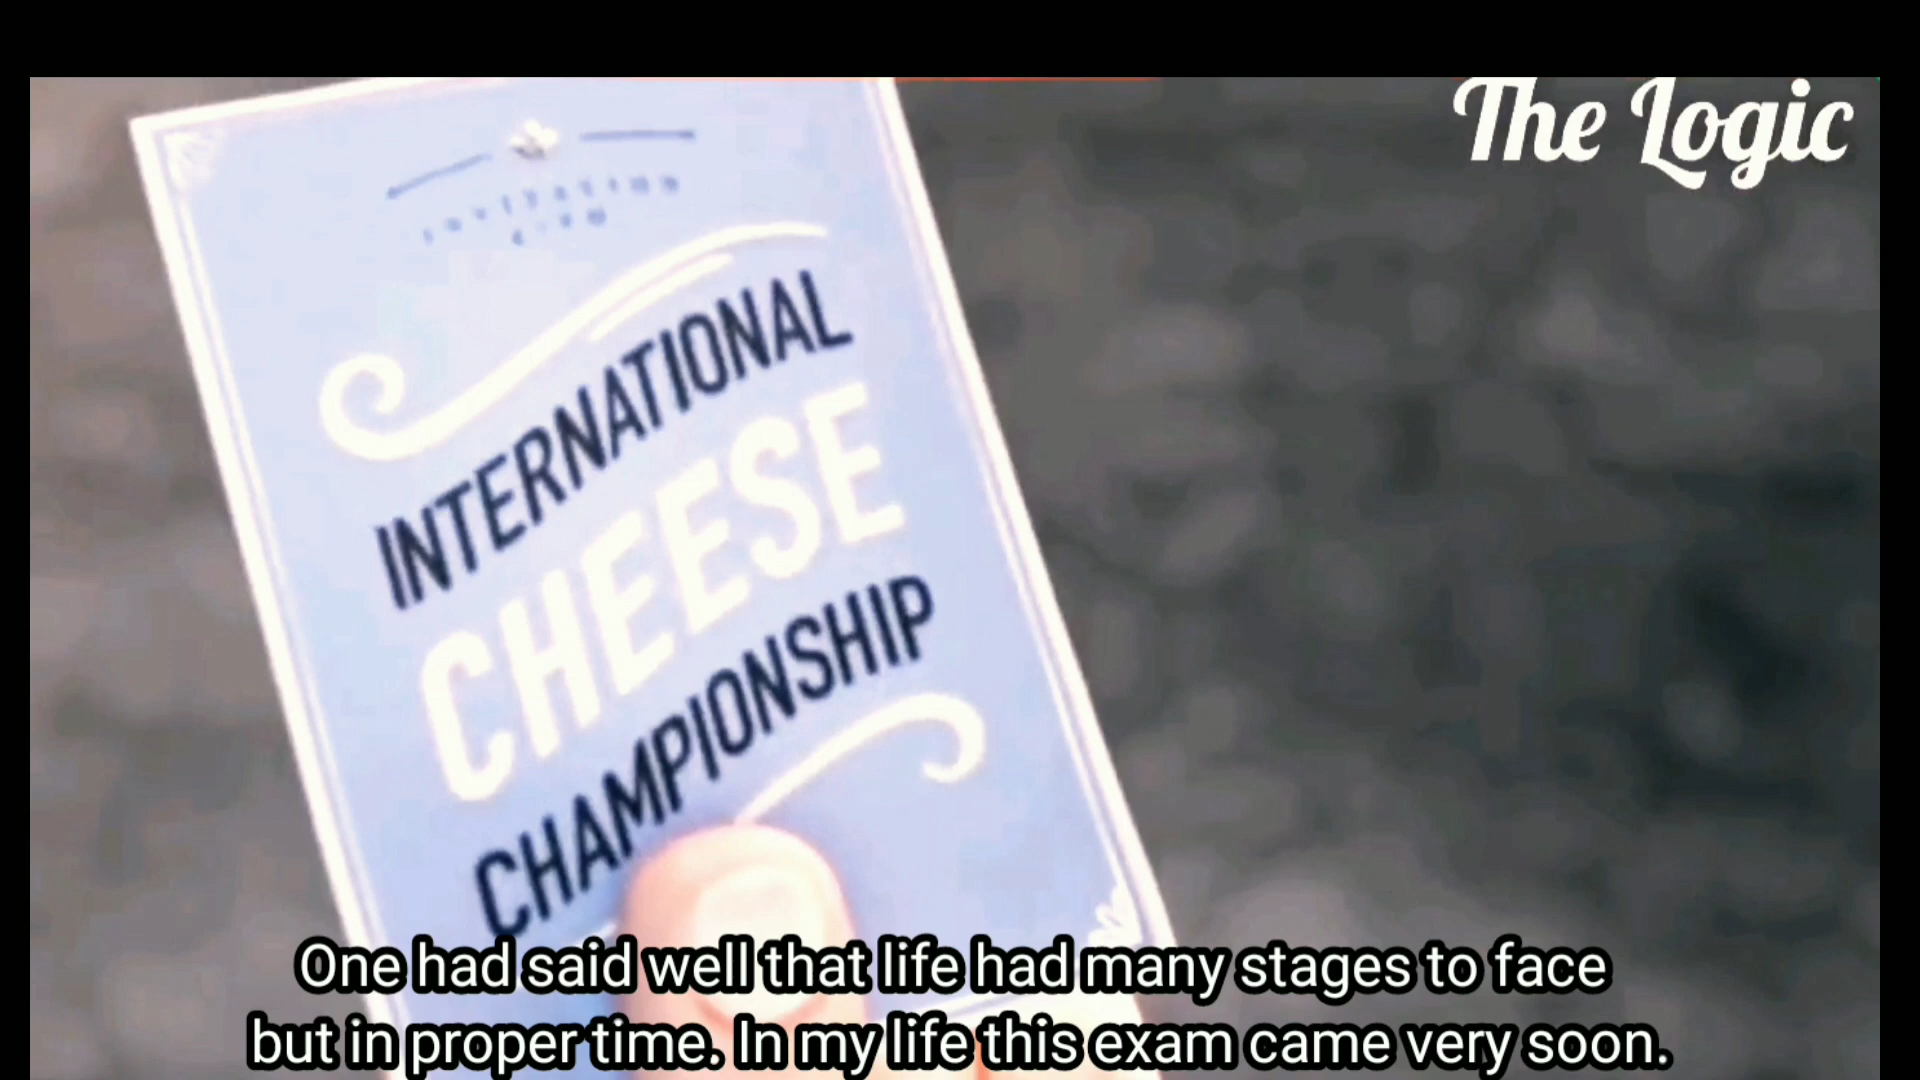 The Logic
INTERNATIONAL
CHEESE
CHAMPIONSHIP
One had said well that life had many stages to face
but in proper time. In my life this exam came very soon.